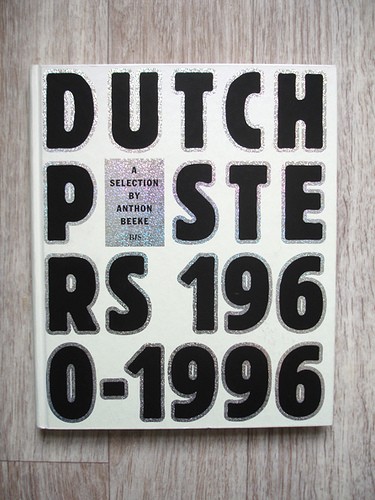 DUTCH
P STE
A
SELECTION
BY
ANTHON
BEEKE
BIS
RS 196
0-1996